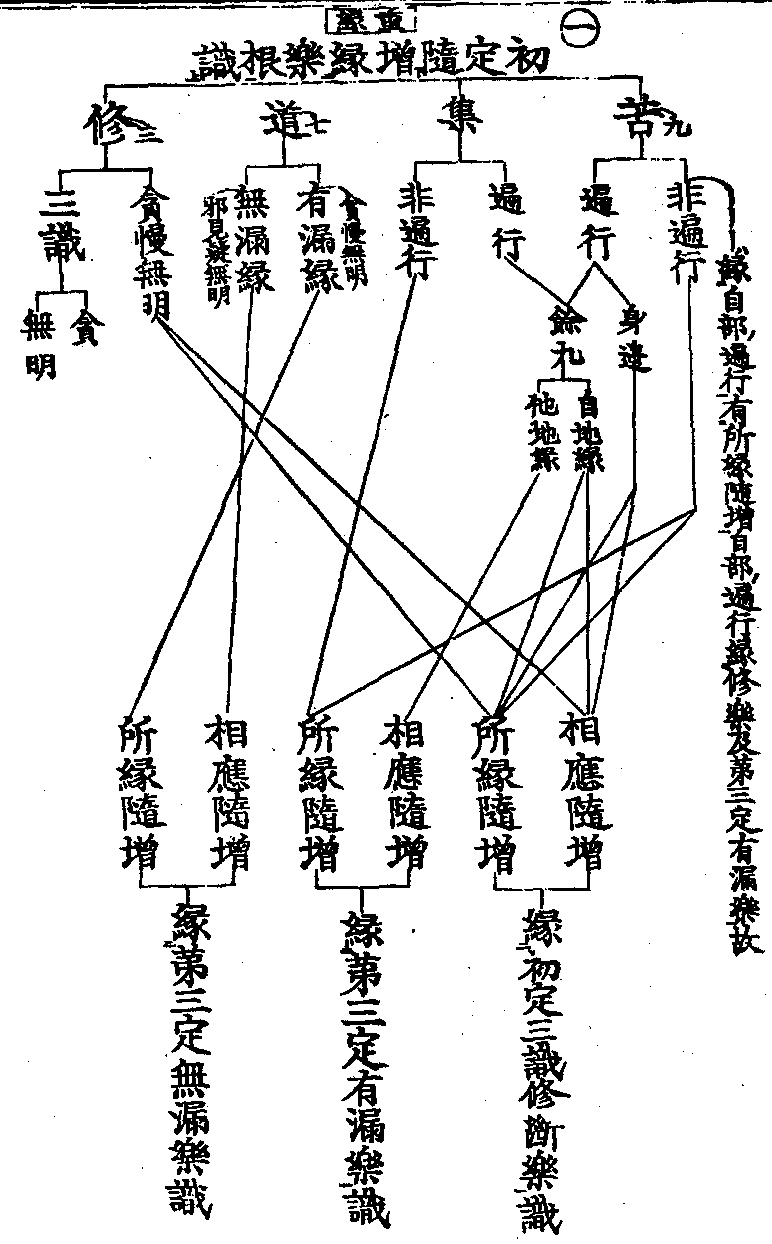 一
重緣
初定隨增緣樂根識
苦九
集
道七
修三
非遍行
遍行
遍行
非遍行
有漏緣
貪慢無明
無漏緣
邪見疑無明
貪慢無明
三識
貪
無明
緣自部遍行有所緣隨增自部遍行緣修樂及第三定有漏樂故
身邊
餘九
自地緣
他地緣
相應隨增
所緣隨增
相應隨增
所緣隨增
相應隨增
所緣隨增
緣初定三識修斷樂識
緣第三定有漏樂識
緣第三定無漏樂識